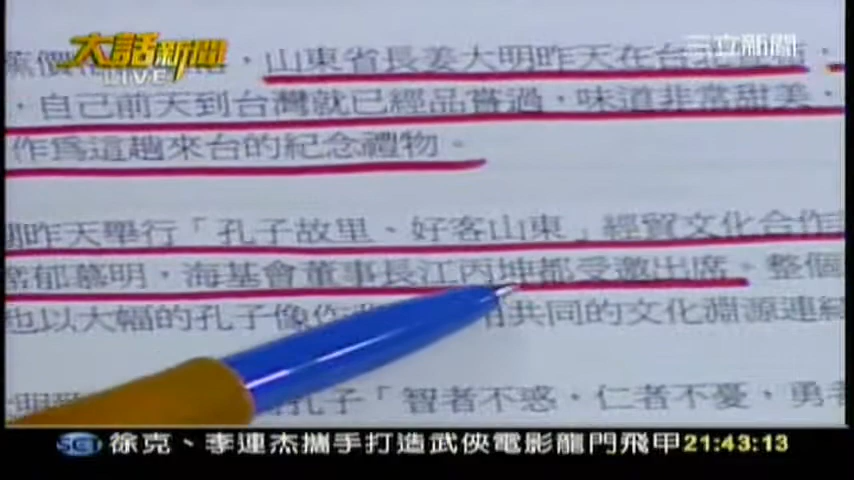 大話新聞
LIVE
三立新聞
山東省長姜大明昨天在台北
，自己前天到台灣就已經品嘗過，味道非常甜美，
作為這趟來台的紀念禮物。
昨天舉行「孔子故里、好客山東」經貿文化合作
席郁慕明，海基會董事長江丙坤都受邀出席。整個
也以大幅的孔子像作 共同的文化淵源連結
孔子「智者不惑，仁者不憂，勇者
SET 徐克、李連杰攜手打造武俠電影龍門飛甲 21:43:13